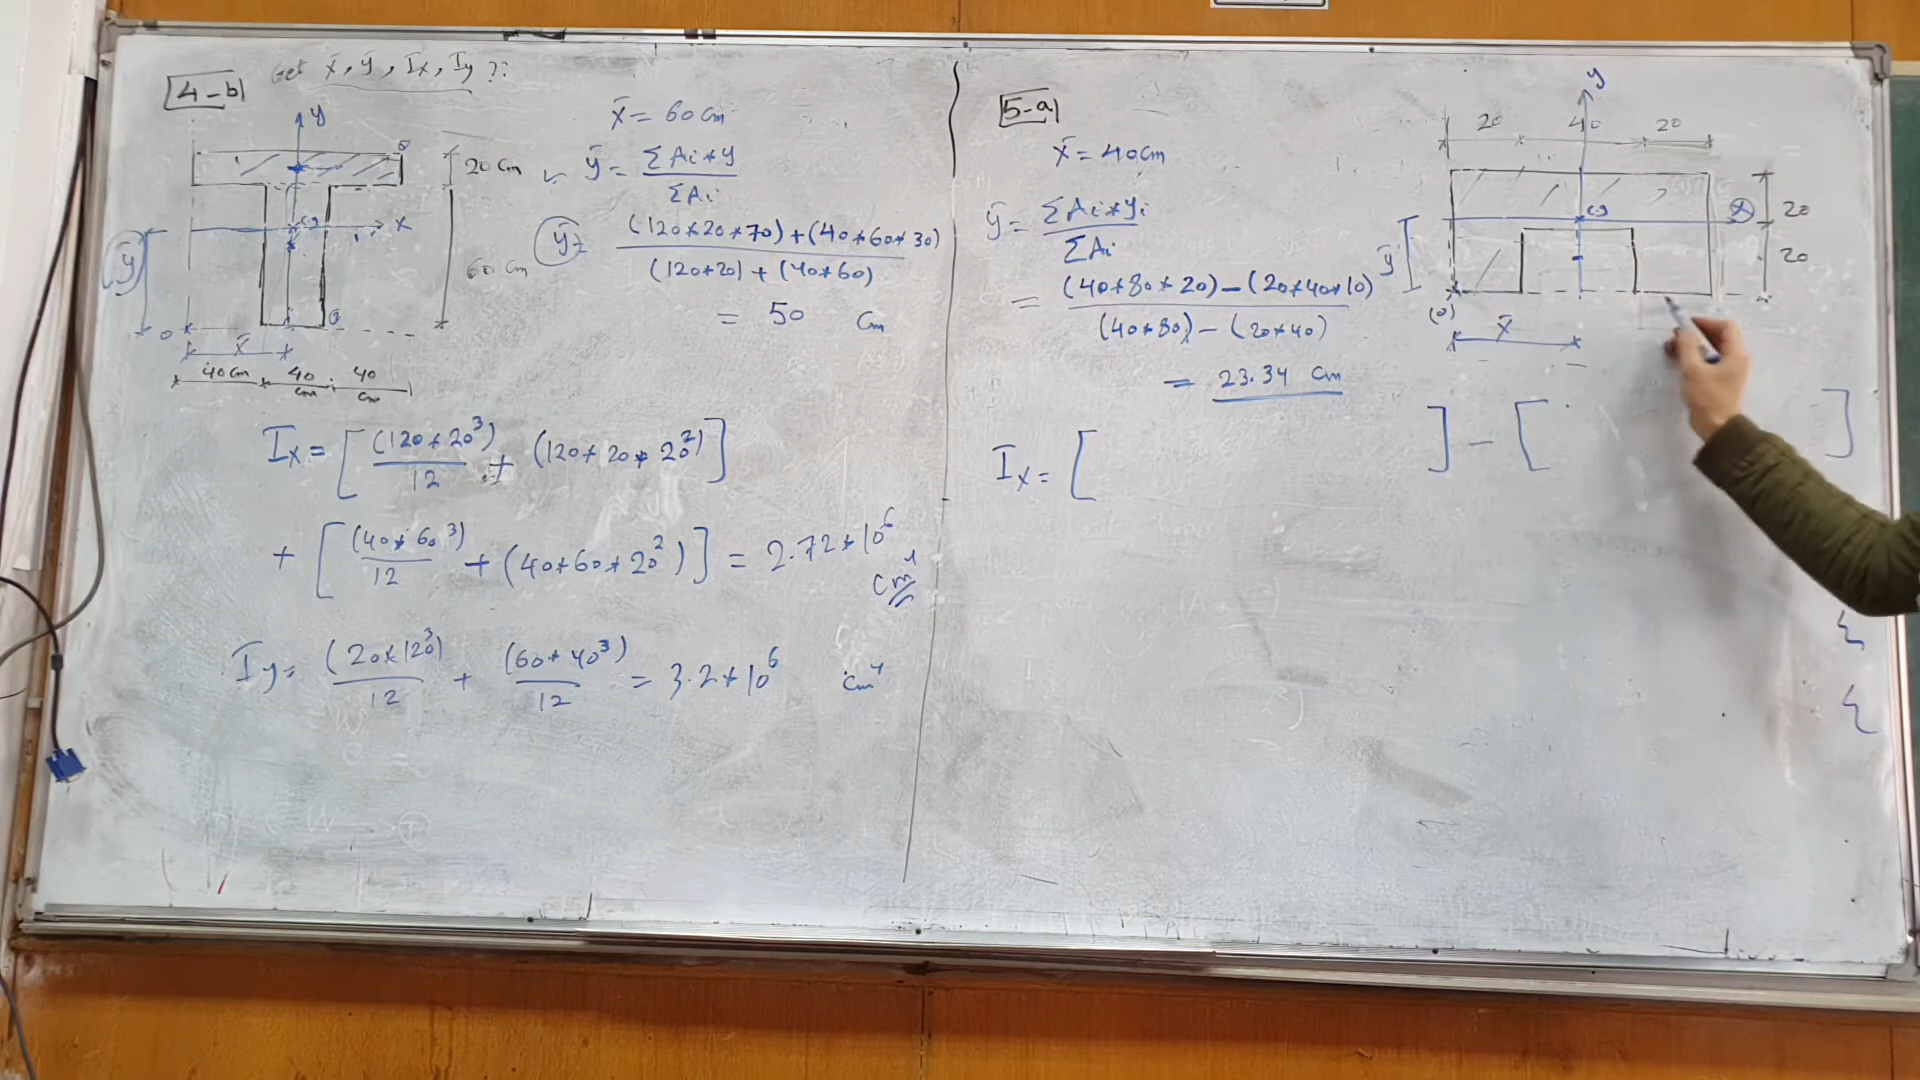 4-b) Get x̄, ȳ, Ix, Iy ??
y
x
c.g
ȳ
o
x̄
20 cm
60 cm
40 cm
40 cm
40 cm
x̄ = 60 cm
ȳ = ΣAi*y / ΣAi
ȳ = (120*20*70)+(40*60*30) / (120*20)+(40*60)
= 50 cm
Ix = [(120*20³)/12 + (120*20*20²)]
+ [(40*60³)/12 + (40*60*20²)] = 2.72*10⁶ cm⁴
Iy = (20*120³)/12 + (60*40³)/12 = 3.2*10⁶ cm⁴
5-a)
x̄ = 40 cm
ȳ = ΣAi*yi / ΣAi
= (40*80*20)-(20*40*10) / (40*80)-(20*40)
= 23.34 cm
Ix = [ ] - [ ]
y
20 40 20
c.g
x
20
20
ȳ
(o)
x̄